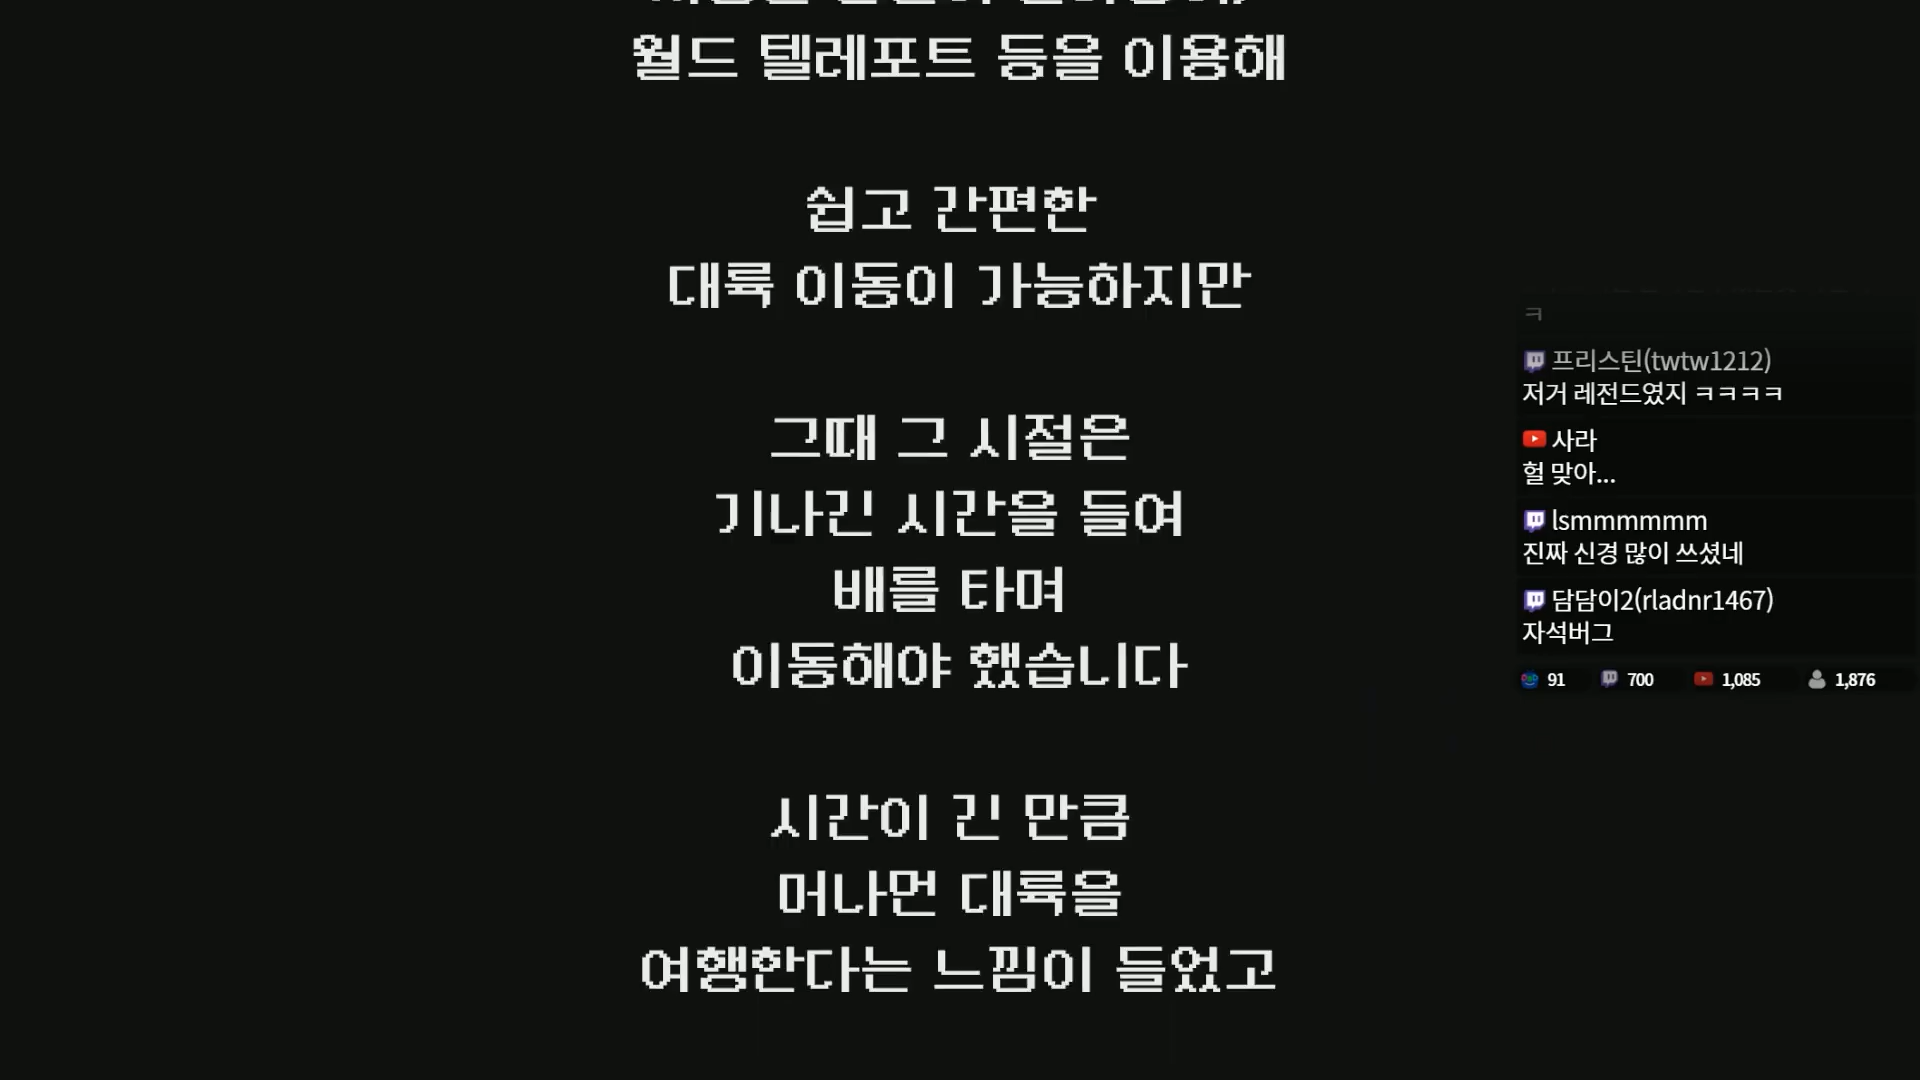 월드 텔레포트 등을 이용해
쉽고 간편한
대륙 이동이 가능하지만
그때 그 시절은
기나긴 시간을 들여
배를 타며
이동해야 했습니다
시간이 긴 만큼
머나먼 대륙을
여행한다는 느낌이 들었고
ㅋ
프리스틴(twtw1212)
저거 레전드였지 ㅋㅋㅋㅋ
사라
헐 맞아...
lsmmmmmm
진짜 신경 많이 쓰셨네
담담이2(rladnr1467)
자석버그
91 700 1,085 1,876